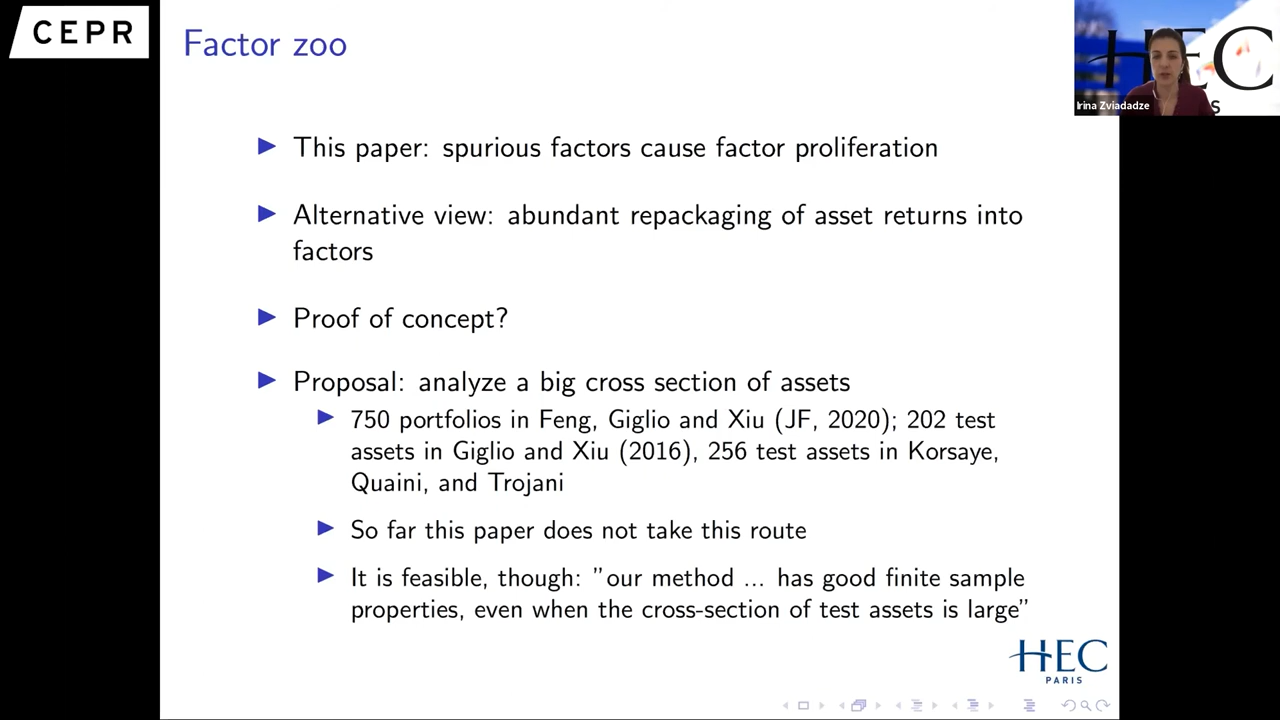 CEPR
Factor zoo
HEC
S
Irina Zviadadze
This paper: spurious factors cause factor proliferation
Alternative view: abundant repackaging of asset returns into
factors
Proof of concept?
Proposal: analyze a big cross section of assets
750 portfolios in Feng, Giglio and Xiu (JF, 2020); 202 test
assets in Giglio and Xiu (2016), 256 test assets in Korsaye,
Quaini, and Trojani
So far this paper does not take this route
It is feasible, though: ”our method ... has good finite sample
properties, even when the cross-section of test assets is large”
HEC
PARIS